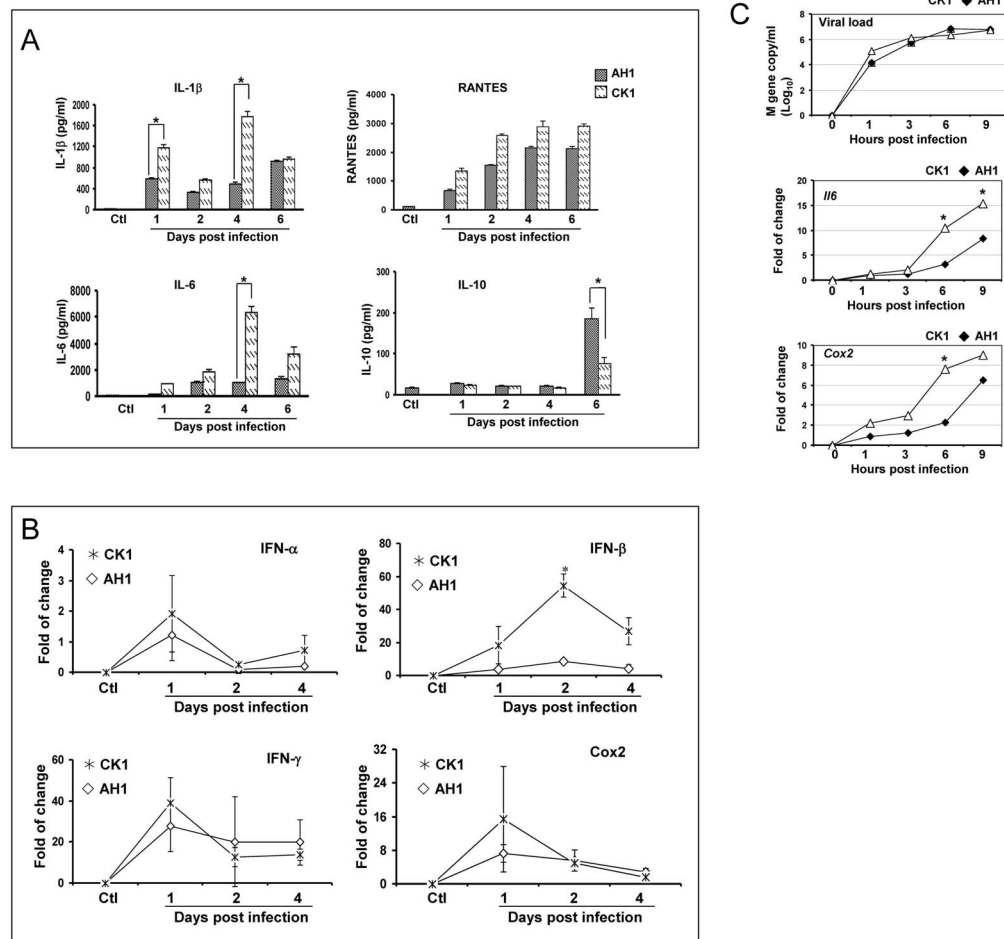 A
IL-1β
IL-1β (pg/ml)
2000
1600
1200
800
400
0
*
*
Ctl 1 2 4 6
Days post infection
RANTES
AH1
CK1
RANTES (pg/ml)
4000
3000
2000
1000
0
Ctl 1 2 4 6
Days post infection
IL-6
IL-6 (pg/ml)
8000
6000
4000
2000
0
*
Ctl 1 2 4 6
Days post infection
IL-10
IL-10 (pg/ml)
300
200
100
0
*
Ctl 1 2 4 6
Days post infection
B
IFN-α
CK1
AH1
Fold of change
4
3
2
1
0
Ctl 1 2 4
Days post infection
IFN-β
CK1
AH1
Fold of change
80
60
40
20
0
*
Ctl 1 2 4
Days post infection
IFN-γ
CK1
AH1
Fold of change
60
40
20
0
Ctl 1 2 4
Days post infection
Cox2
CK1
AH1
Fold of change
32
24
16
8
0
Ctl 1 2 4
Days post infection
C
CK1 ◆ AH1
Viral load
M gene copy/ml
(Log10)
8
6
4
2
0
0 1 3 6 9
Hours post infection
CK1 ◆ AH1
Il6
Fold of change
20
15
10
5
0
* *
0 1 3 6 9
Hours post infection
CK1 ◆ AH1
Cox2
Fold of change
10
8
6
4
2
0
*
0 1 3 6 9
Hours post infection